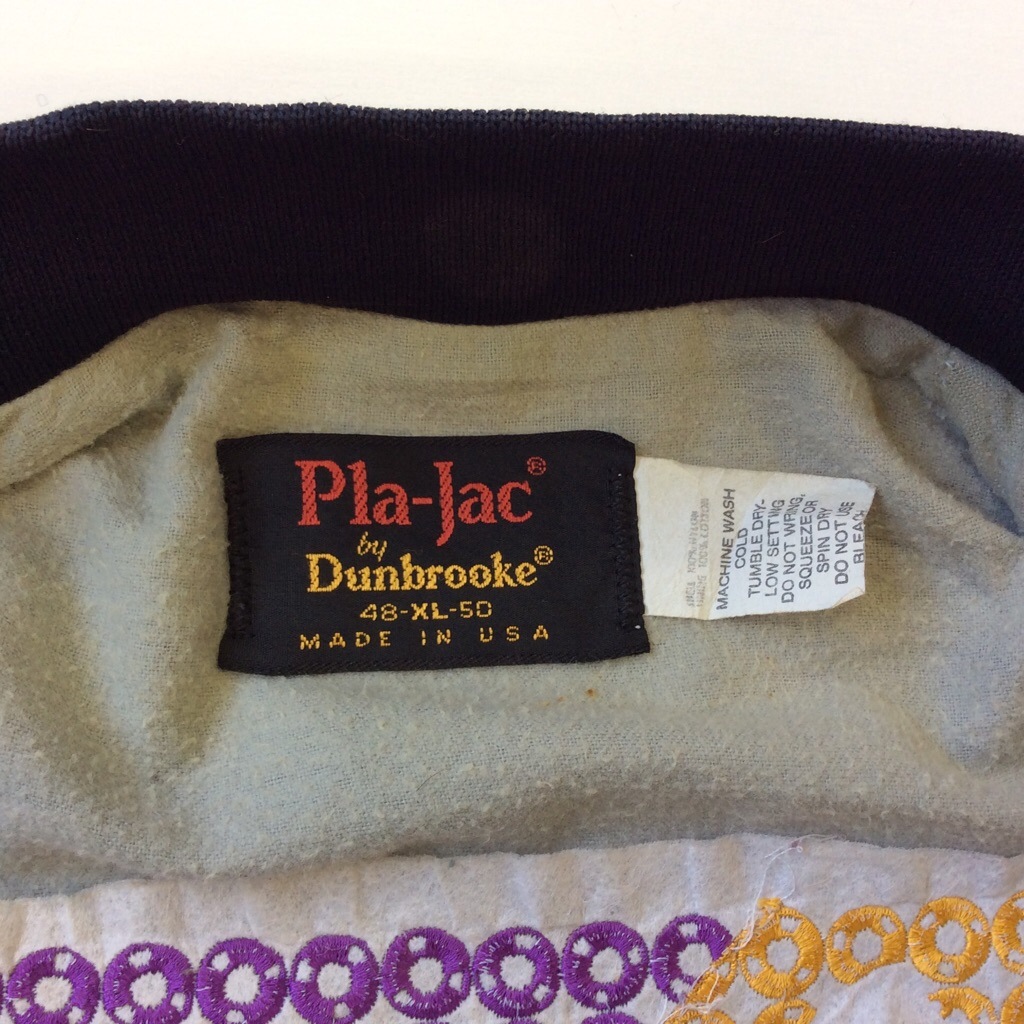 Pla-Jac®
by
Dunbrooke®
48-XL-50
MADE IN USA
MACHINE WASH
COLD
TUMBLE DRY-
LOW SETTING
DO NOT WRING,
SQUEEZE OR
SPIN DRY
DO NOT USE
BLEACH